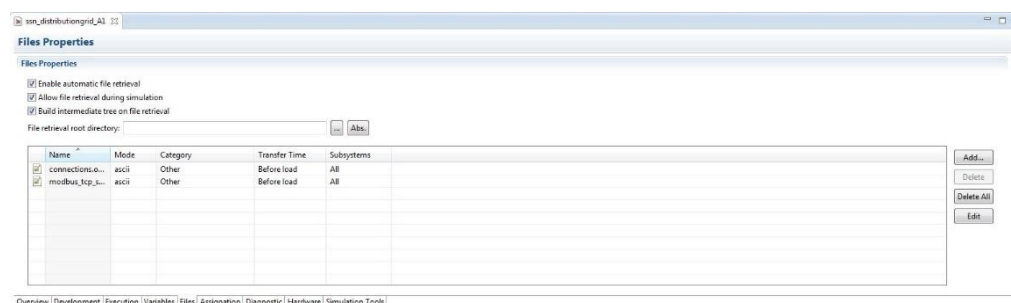 ssn_distributiongrid_A1
Files Properties
Files Properties
Enable automatic file retrieval
Allow file retrieval during simulation
Build intermediate tree on file retrieval
File retrieval root directory: ... Abs.
Name Mode Category Transfer Time Subsystems
connections.o... ascii Other Before load All
modbus_tcp_s... ascii Other Before load All
Add...
Delete
Delete All
Edit
Overview Development Execution Variables Files Assignation Diagnostic Hardware Simulation Tools